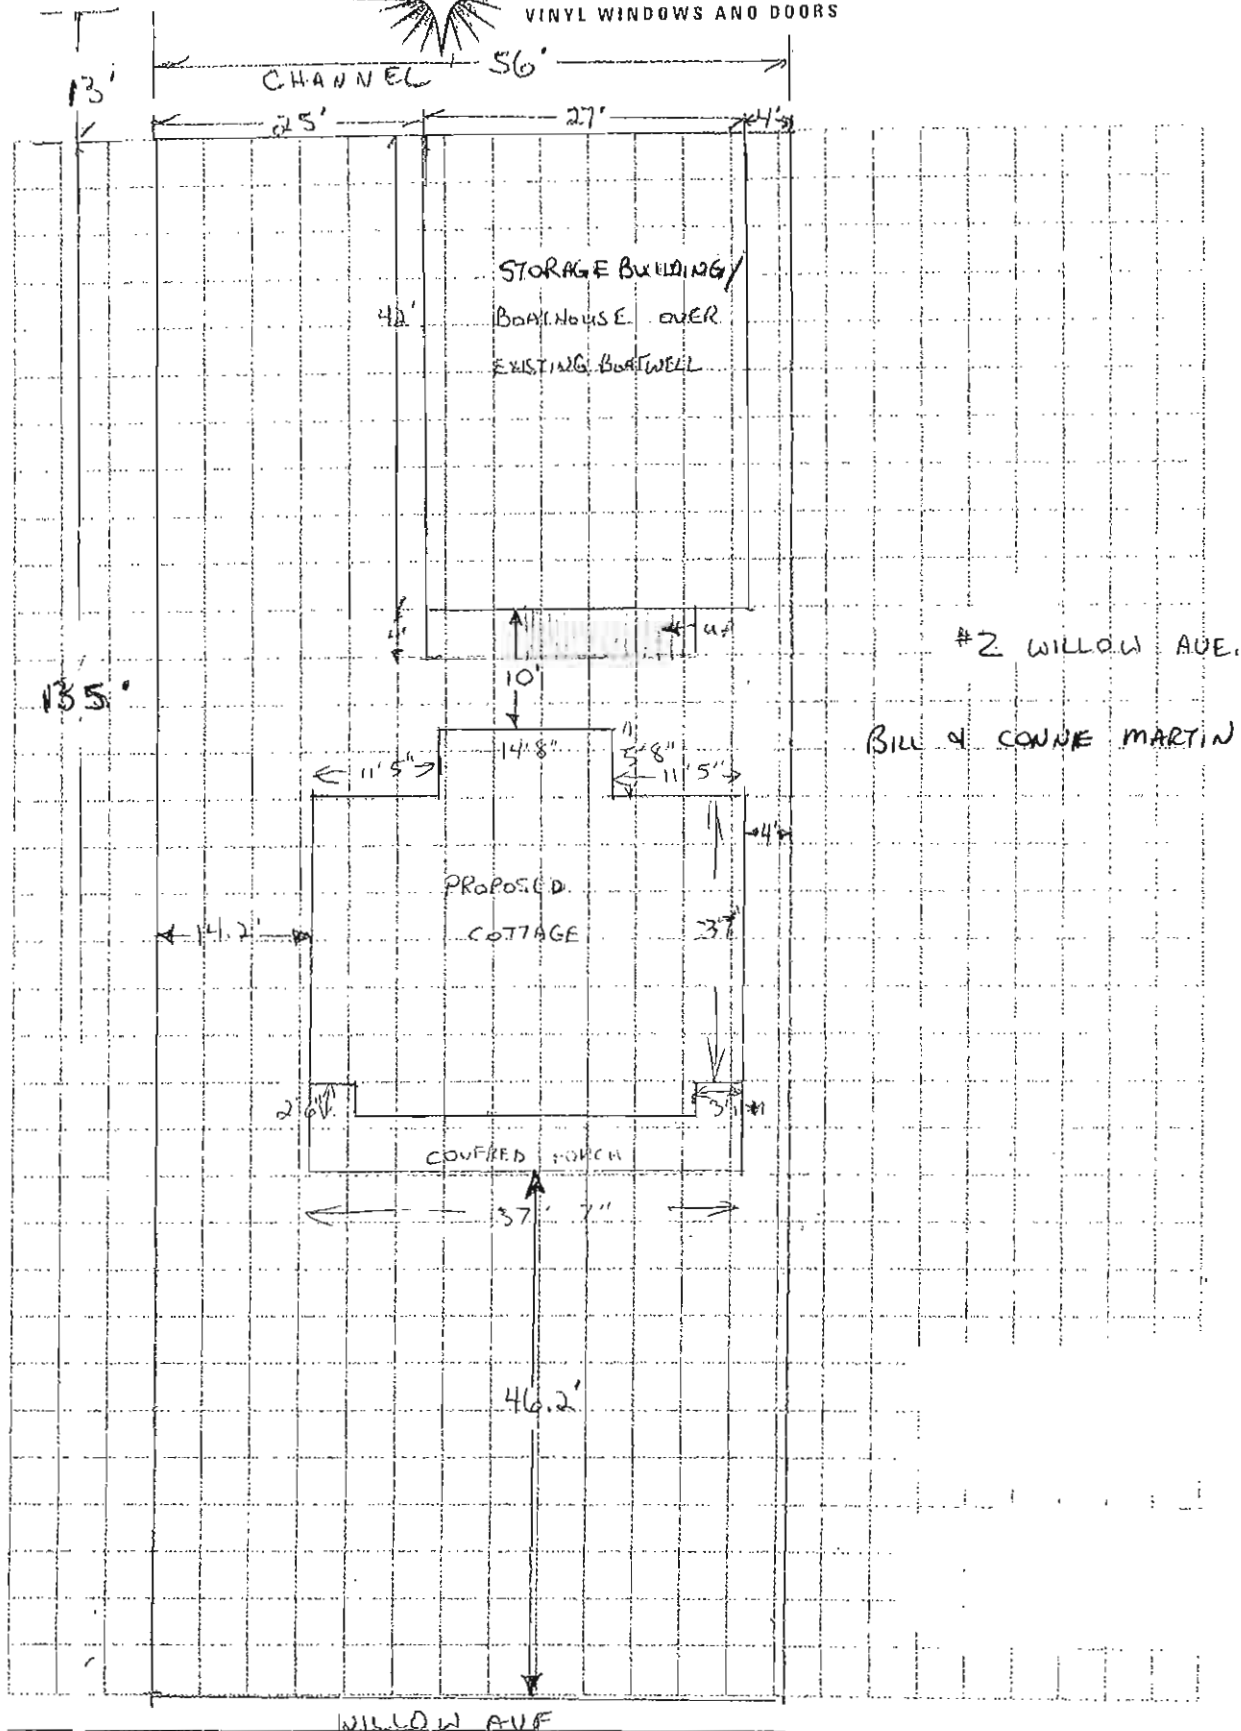 VINYL WINDOWS AND DOORS
56'
CHANNEL
13'
25'
27'
4'
STORAGE BUILDING/
BOATHOUSE OVER
EXISTING BOATWELL
42'
4'
#2 WILLOW AVE.
135'
10'
BILL & CONNIE MARTIN
14'8"
5'8"
11'5"
11'5"
4'
PROPOSED
COTTAGE
14.2'
2'6"
COVERED PORCH
37' 7"
46.2'
WILLOW AVE